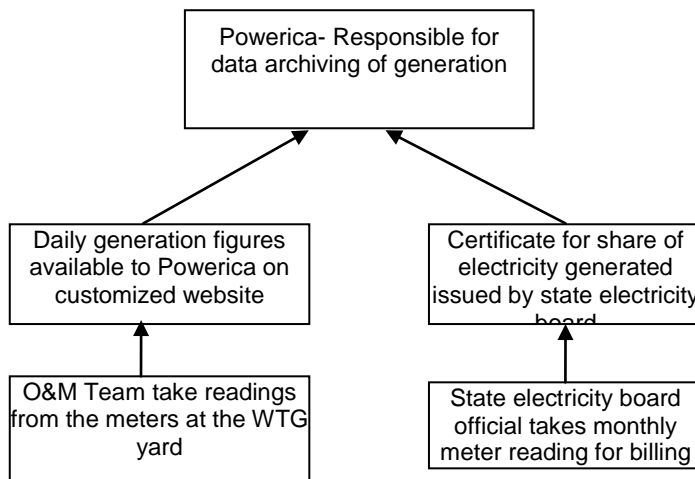 Powerica- Responsible for
data archiving of generation
Daily generation figures
available to Powerica on
customized website
Certificate for share of
electricity generated
issued by state electricity
board
O&M Team take readings
from the meters at the WTG
yard
State electricity board
official takes monthly
meter reading for billing